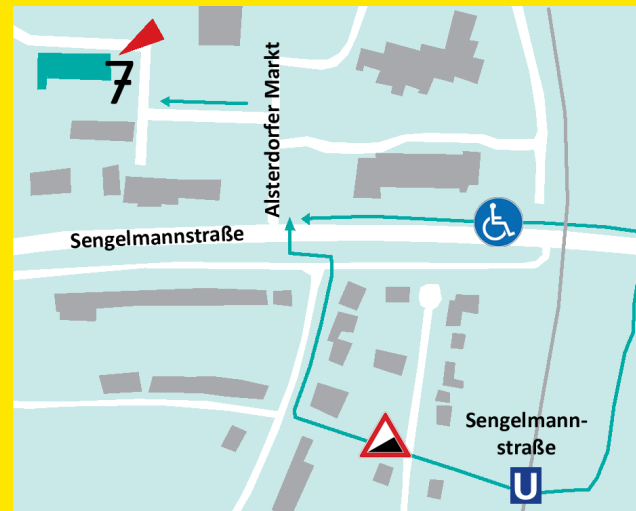 7
Alsterdorfer Markt
Sengelmannstraße
Sengelmann-
straße
U